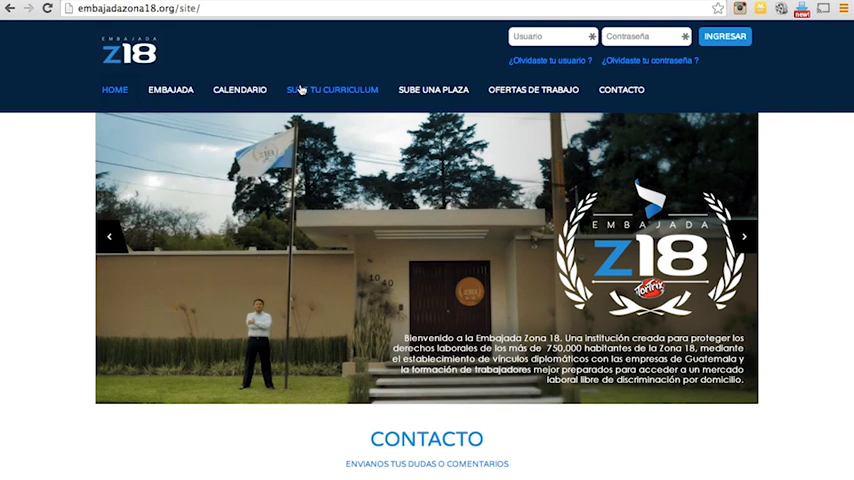 embajadazona18.org/site/
new!
EMBAJADA
Z18
Usuario
Contraseña
INGRESAR
¿Olvidaste tu usuario ?
¿Olvidaste tu contraseña ?
HOME
EMBAJADA
CALENDARIO
SUBE TU CURRICULUM
SUBE UNA PLAZA
OFERTAS DE TRABAJO
CONTACTO
10
40
EMBAJADA
Z18
TorTrix
Bienvenido a la Embajada Zona 18. Una institución creada para proteger los
derechos laborales de los más de 750,000 habitantes de la Zona 18, mediante
el establecimiento de vínculos diplomáticos con las empresas de Guatemala y
la formación de trabajadores mejor preparados para acceder a un mercado
laboral libre de discriminación por domicilio.
CONTACTO
ENVIANOS TUS DUDAS O COMENTARIOS